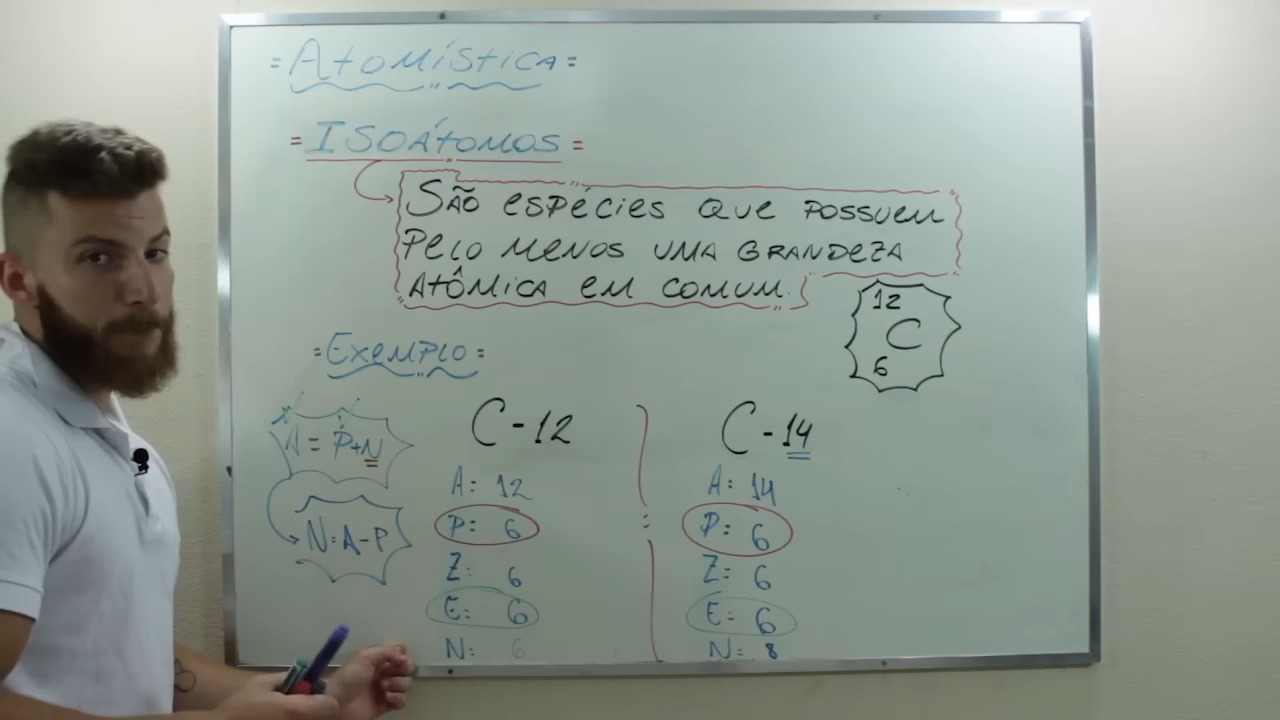 = Atomística =
= ISOÁTOMOS =
São espécies que possuem
pelo menos uma grandeza
atômica em comum.
12
C
6
= Exemplo =
A = P+N
N = A-P
C-12
A: 12
P: 6
Z: 6
E: 6
N: 6
C-14
A: 14
P: 6
Z: 6
E: 6
N: 8